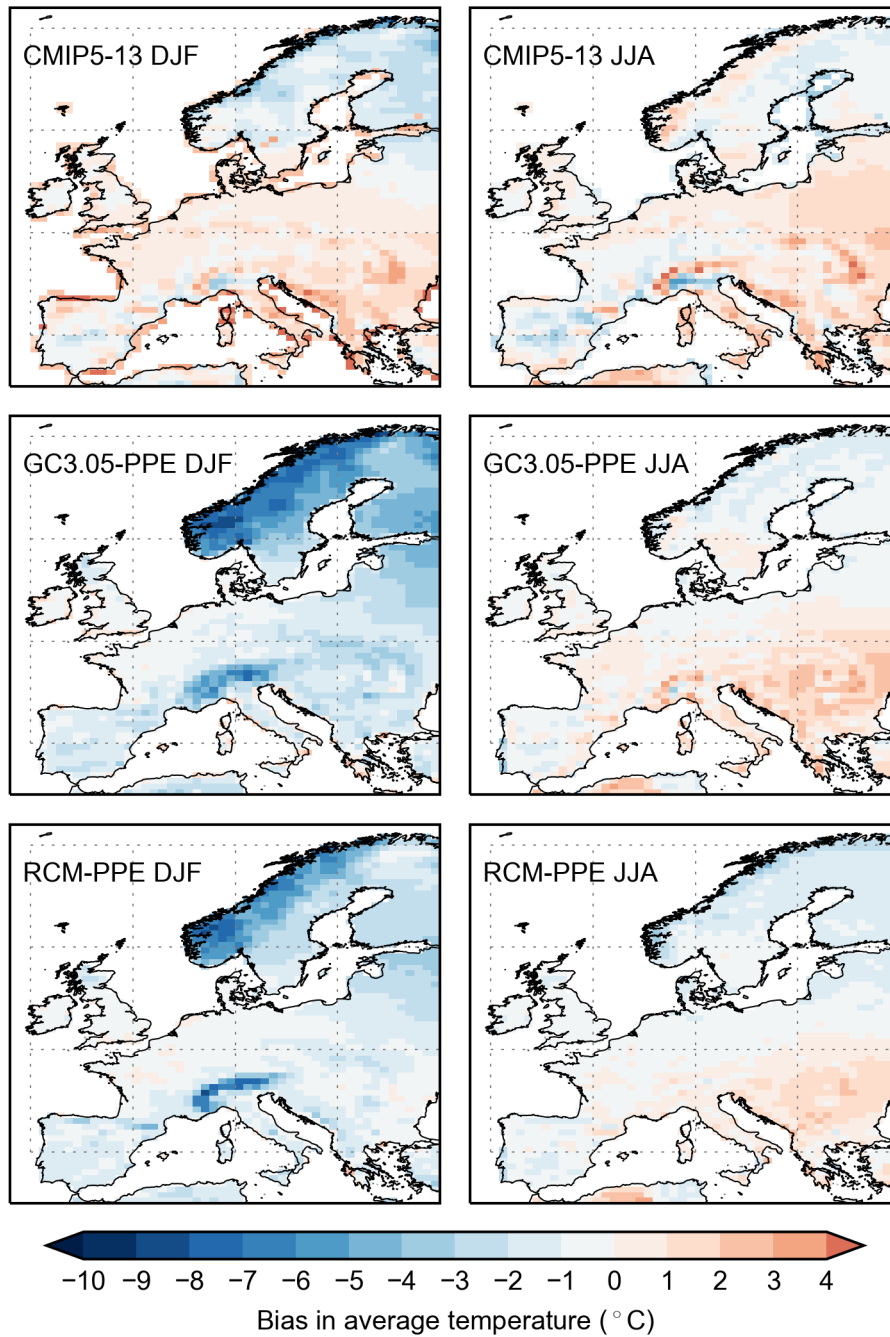 CMIP5-13 DJF
CMIP5-13 JJA
GC3.05-PPE DJF
GC3.05-PPE JJA
RCM-PPE DJF
RCM-PPE JJA
−10 −9 −8 −7 −6 −5 −4 −3 −2 −1 0 1 2 3 4
Bias in average temperature (°C)